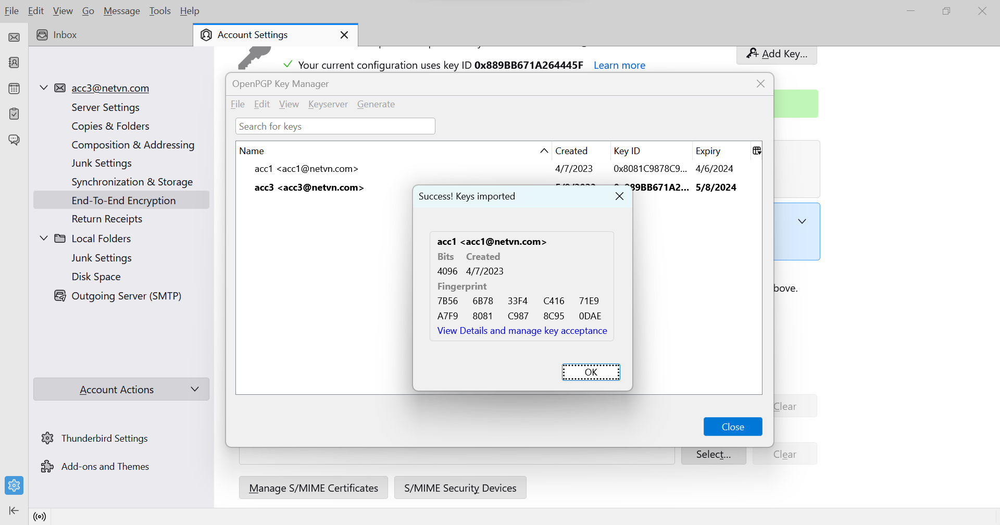 File Edit View Go Message Tools Help
Inbox
Account Settings
Add Key...
Your current configuration uses key ID 0x889BB671A264445F Learn more
acc3@netvn.com
Server Settings
Copies & Folders
Composition & Addressing
Junk Settings
Synchronization & Storage
End-To-End Encryption
Return Receipts
Local Folders
Junk Settings
Disk Space
Outgoing Server (SMTP)
Account Actions
Thunderbird Settings
Add-ons and Themes
OpenPGP Key Manager
File Edit View Keyserver Generate
Search for keys
Name Created Key ID Expiry
acc1 <acc1@netvn.com> 4/7/2023 0x8081C9878C9... 4/6/2024
acc3 <acc3@netvn.com> 89BB671A2... 5/8/2024
Success! Keys imported
acc1 <acc1@netvn.com>
Bits Created
4096 4/7/2023
Fingerprint
7B56 6B78 33F4 C416 71E9
A7F9 8081 C987 8C95 0DAE
View Details and manage key acceptance
OK
Close
bove.
Clear
Select... Clear
Manage S/MIME Certificates S/MIME Security Devices